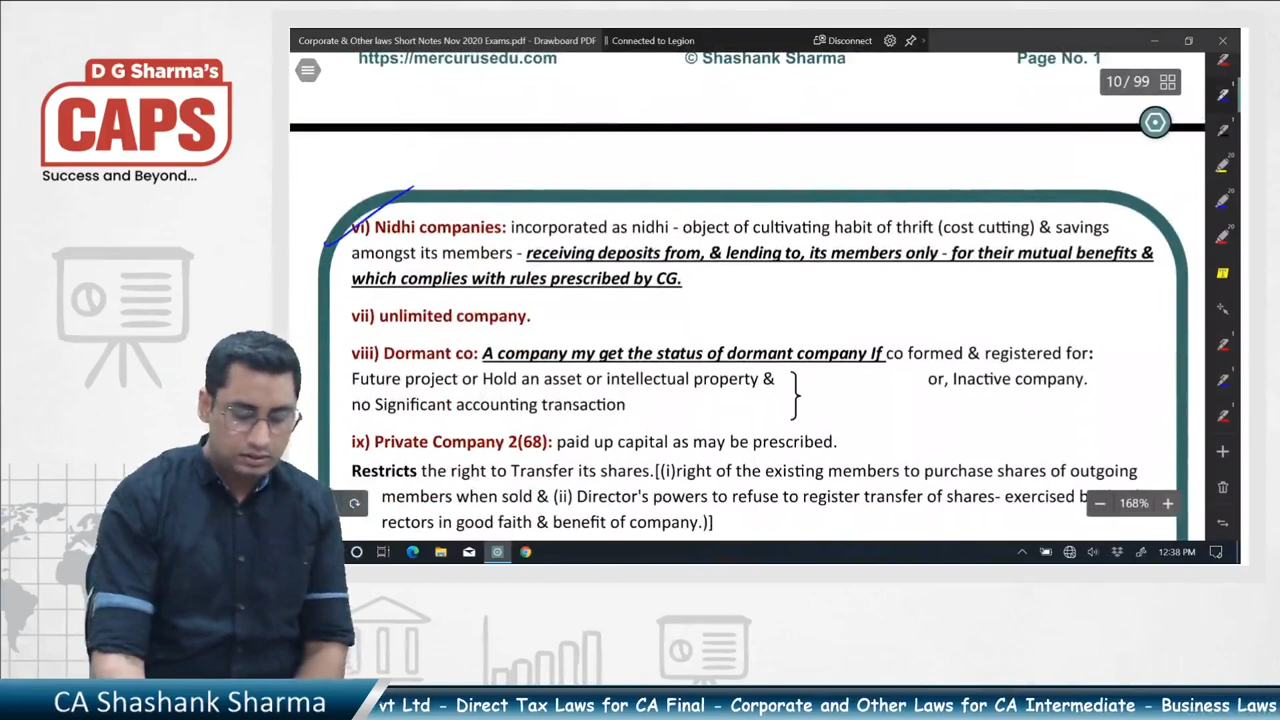 D G Sharma's
CAPS
Success and Beyond...
Corporate & Other laws Short Notes Nov 2020 Exams.pdf - Drawboard PDF || Connected to Legion Disconnect
https://mercurusedu.com © Shashank Sharma Page No. 1
10 / 99
vi) Nidhi companies: incorporated as nidhi - object of cultivating habit of thrift (cost cutting) & savings
amongst its members - receiving deposits from, & lending to, its members only - for their mutual benefits &
which complies with rules prescribed by CG.
vii) unlimited company.
viii) Dormant co: A company my get the status of dormant company If co formed & registered for:
Future project or Hold an asset or intellectual property & or, Inactive company.
no Significant accounting transaction
ix) Private Company 2(68): paid up capital as may be prescribed.
Restricts the right to Transfer its shares.[(i)right of the existing members to purchase shares of outgoing
members when sold & (ii) Director's powers to refuse to register transfer of shares- exercised
rectors in good faith & benefit of company.)]
168%
12:38 PM
CA Shashank Sharma
vt Ltd - Direct Tax Laws for CA Final - Corporate and Other Laws for CA Intermediate - Business Laws